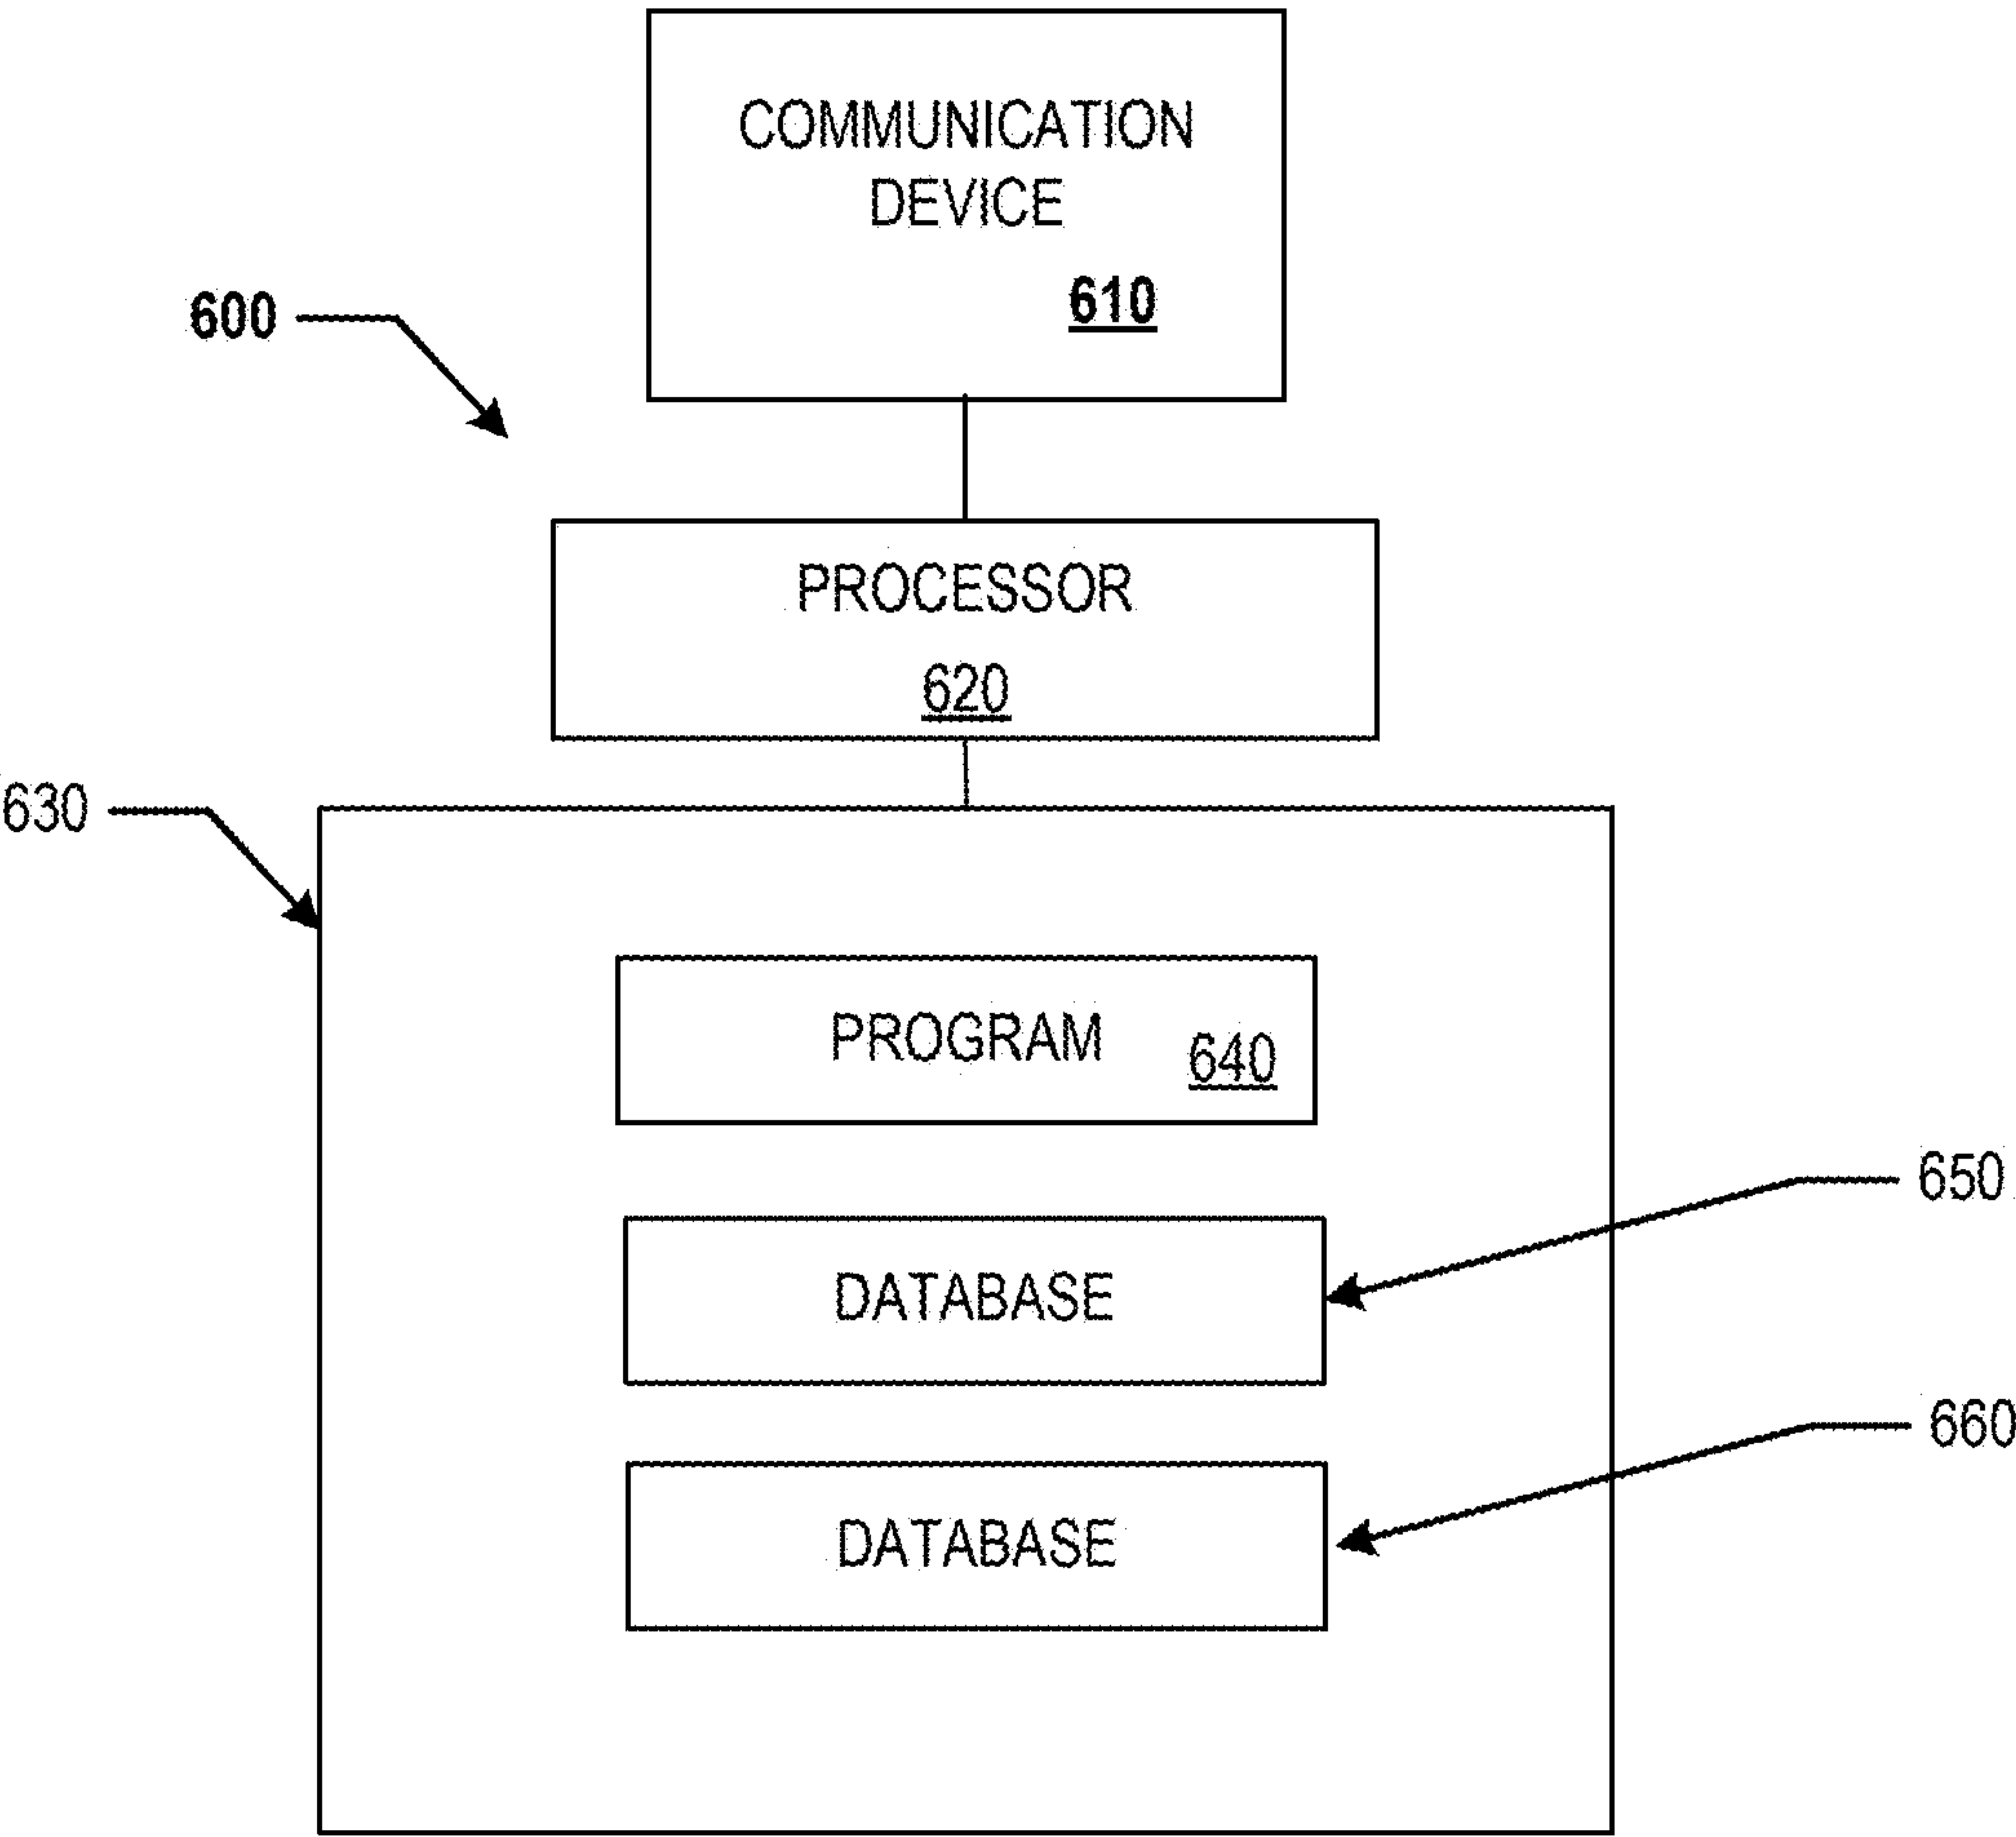 COMMUNICATION
DEVICE
610
600
PROCESSOR
620
630
PROGRAM
640
650
DATABASE
660
DATABASE